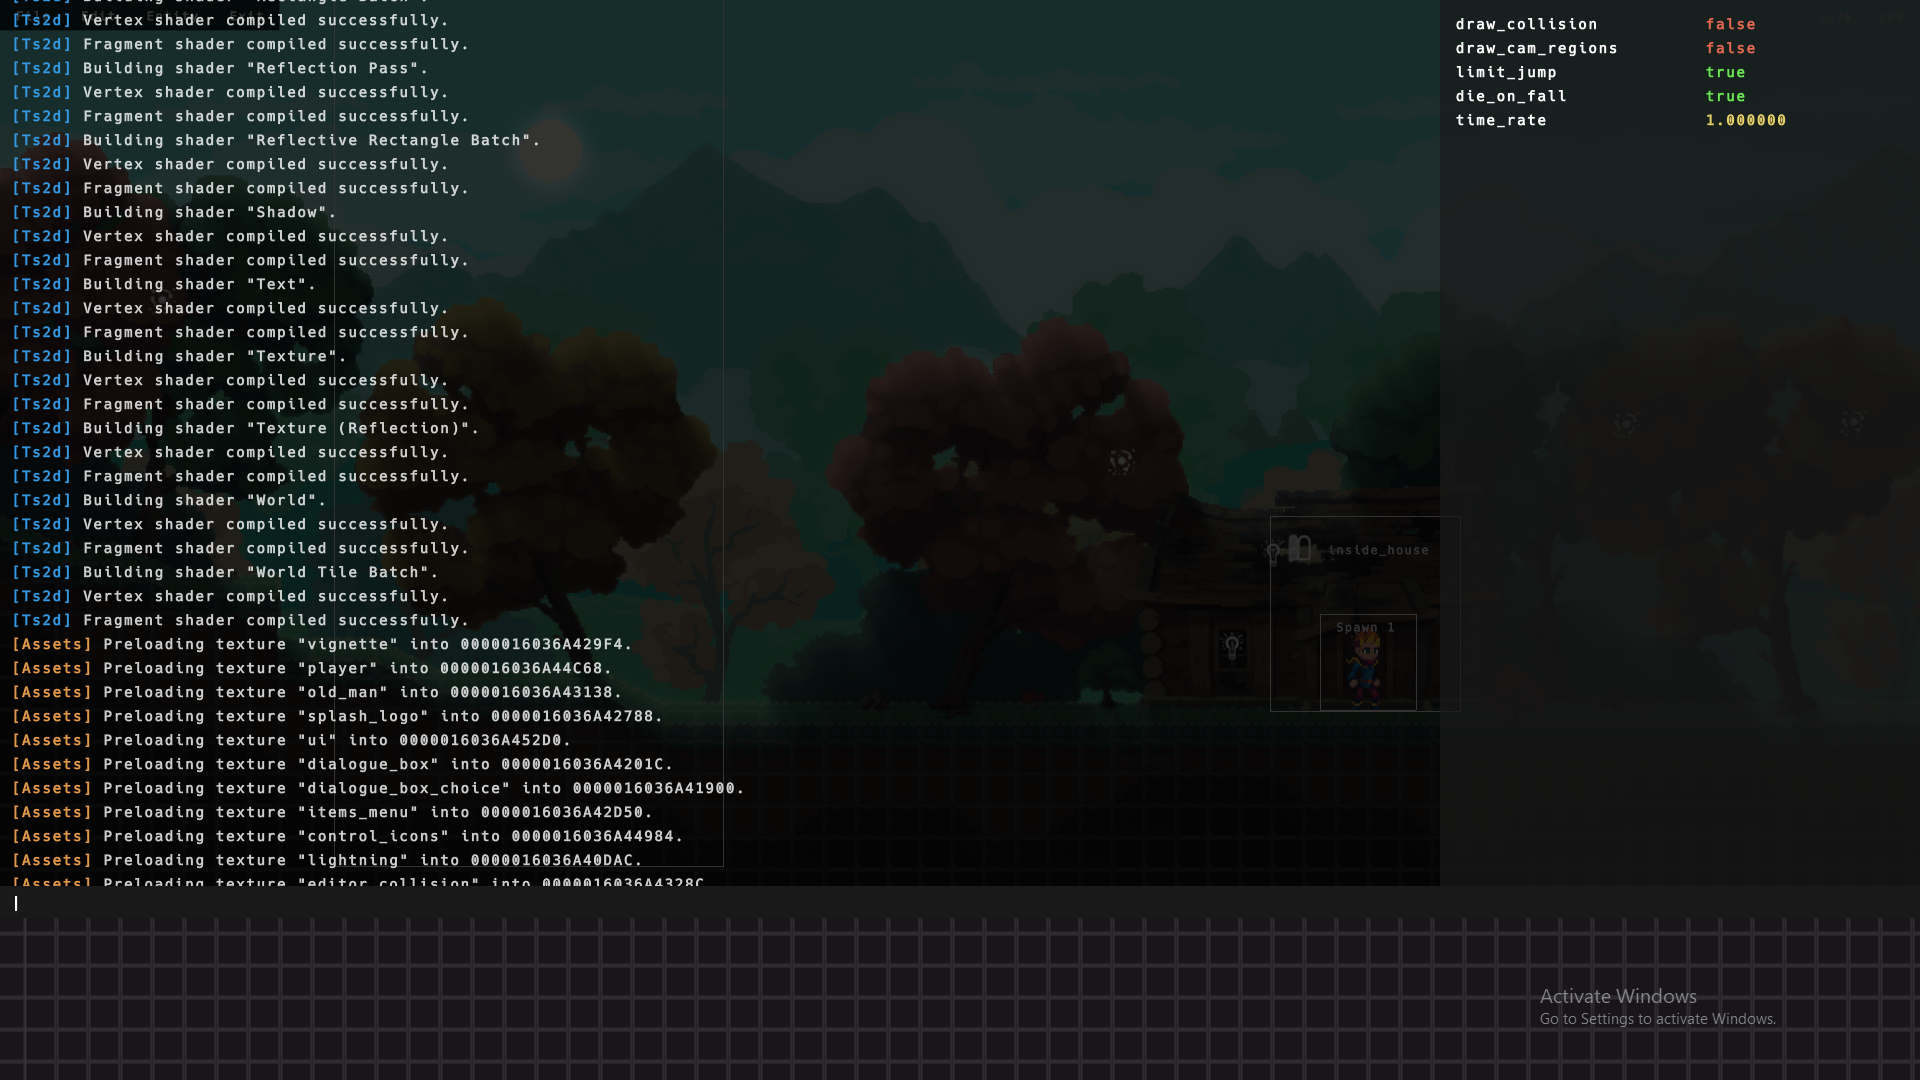 [Ts2d] Vertex shader compiled successfully.
[Ts2d] Fragment shader compiled successfully.
[Ts2d] Building shader "Reflection Pass".
[Ts2d] Vertex shader compiled successfully.
[Ts2d] Fragment shader compiled successfully.
[Ts2d] Building shader "Reflective Rectangle Batch".
[Ts2d] Vertex shader compiled successfully.
[Ts2d] Fragment shader compiled successfully.
[Ts2d] Building shader "Shadow".
[Ts2d] Vertex shader compiled successfully.
[Ts2d] Fragment shader compiled successfully.
[Ts2d] Building shader "Text".
[Ts2d] Vertex shader compiled successfully.
[Ts2d] Fragment shader compiled successfully.
[Ts2d] Building shader "Texture".
[Ts2d] Vertex shader compiled successfully.
[Ts2d] Fragment shader compiled successfully.
[Ts2d] Building shader "Texture (Reflection)".
[Ts2d] Vertex shader compiled successfully.
[Ts2d] Fragment shader compiled successfully.
[Ts2d] Building shader "World".
[Ts2d] Vertex shader compiled successfully.
[Ts2d] Fragment shader compiled successfully.
[Ts2d] Building shader "World Tile Batch".
[Ts2d] Vertex shader compiled successfully.
[Ts2d] Fragment shader compiled successfully.
[Assets] Preloading texture "vignette" into 0000016036A429F4.
[Assets] Preloading texture "player" into 0000016036A44C68.
[Assets] Preloading texture "old_man" into 0000016036A43138.
[Assets] Preloading texture "splash_logo" into 0000016036A42788.
[Assets] Preloading texture "ui" into 0000016036A452D0.
[Assets] Preloading texture "dialogue_box" into 0000016036A4201C.
[Assets] Preloading texture "dialogue_box_choice" into 0000016036A41900.
[Assets] Preloading texture "items_menu" into 0000016036A42D50.
[Assets] Preloading texture "control_icons" into 0000016036A44984.
[Assets] Preloading texture "lightning" into 0000016036A40DAC.
[Assets] Preloading texture "editor_collision" into 0000016036A4328C
draw_collision false
draw_cam_regions false
limit_jump true
die_on_fall true
time_rate 1.000000
inside_house
Spawn 1
Activate Windows
Go to Settings to activate Windows.